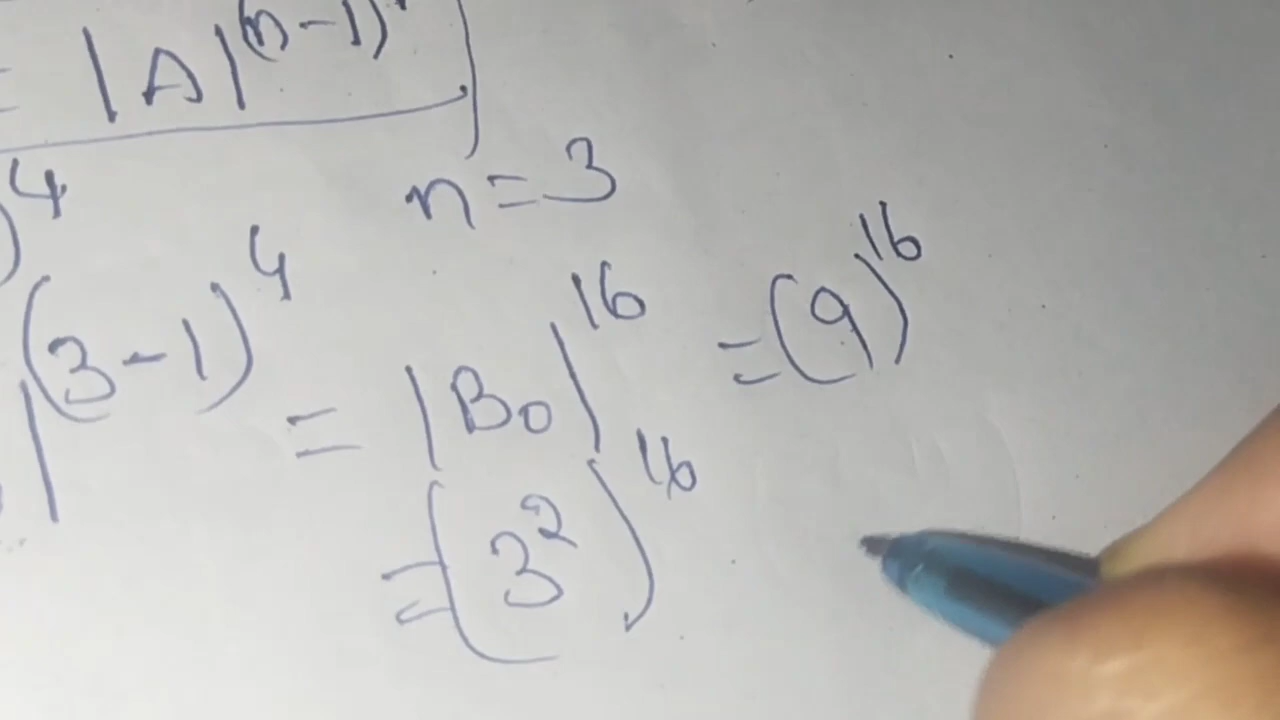 = |A|^(n-1)
)^4 n = 3
|^(3-1)^4 = |B₀|^16 = (9)^16
= (3²)^16